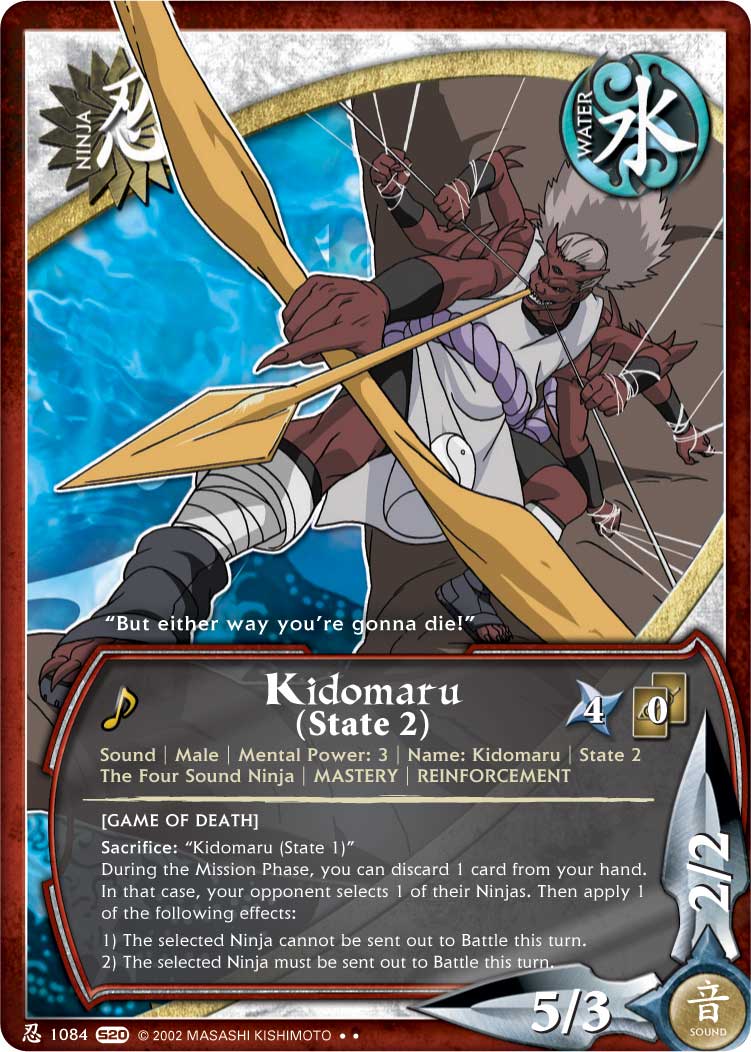 NINJA
忍
WATER
水
“But either way you’re gonna die!”
Kidomaru
(State 2)
4
0
Sound | Male | Mental Power: 3 | Name: Kidomaru | State 2
The Four Sound Ninja | MASTERY | REINFORCEMENT
[GAME OF DEATH]
Sacrifice: “Kidomaru (State 1)”
During the Mission Phase, you can discard 1 card from your hand.
In that case, your opponent selects 1 of their Ninjas. Then apply 1
of the following effects:
1) The selected Ninja cannot be sent out to Battle this turn.
2) The selected Ninja must be sent out to Battle this turn.
2/2
5/3
音
SOUND
忍 1084 S20 © 2002 MASASHI KISHIMOTO • •